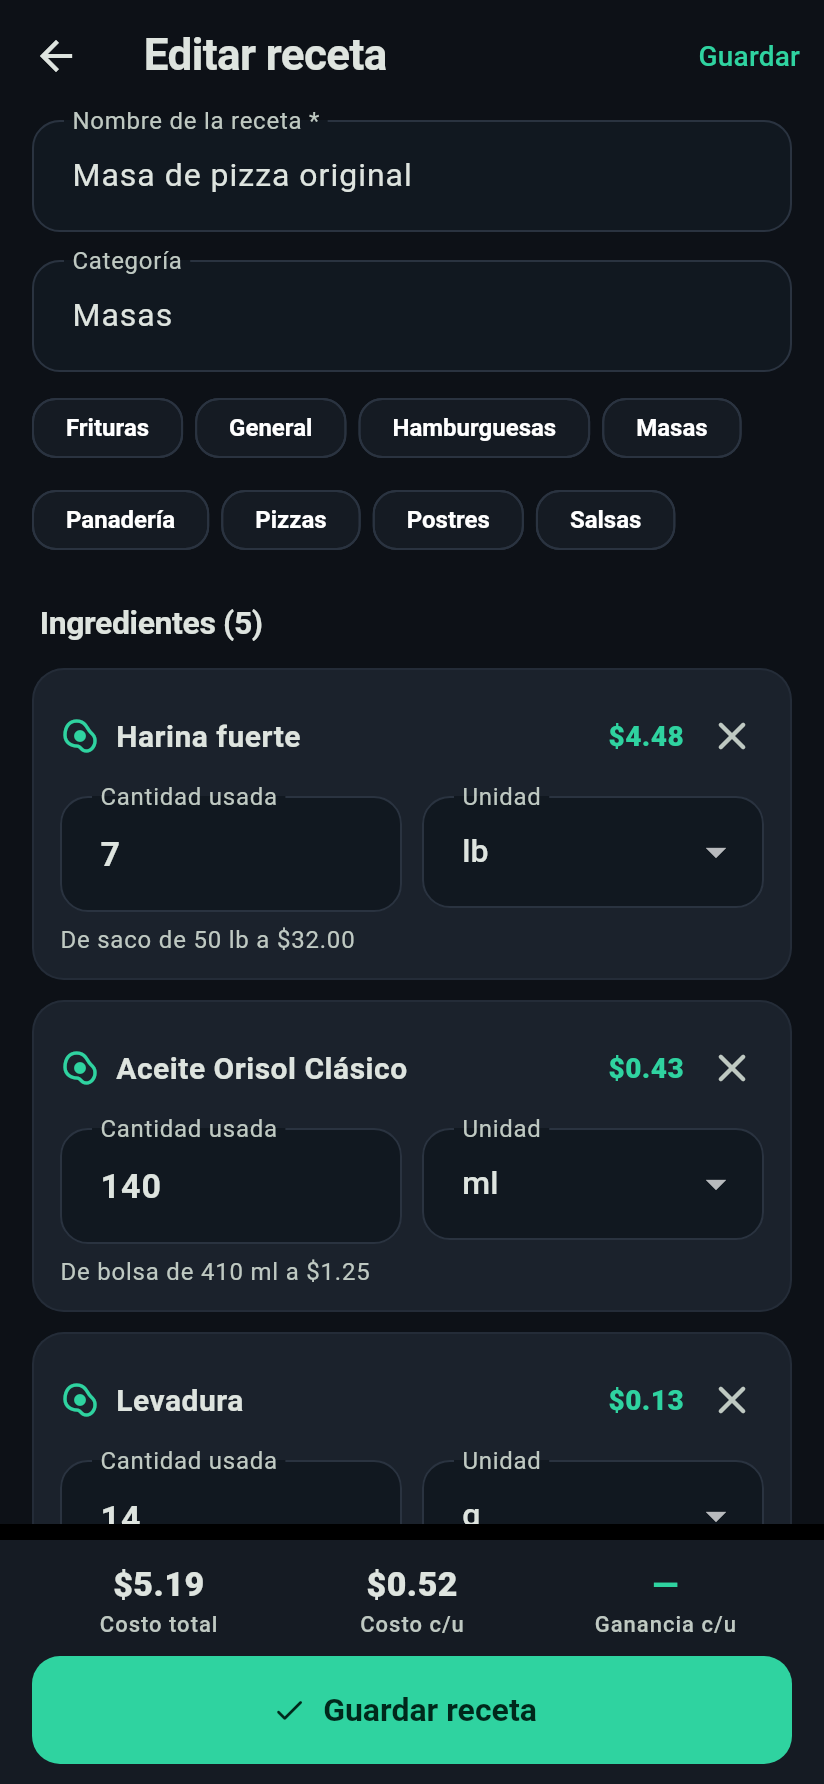 Editar receta
Guardar
Nombre de la receta *
Masa de pizza original
Categoría
Masas
Frituras General Hamburguesas Masas
Panadería Pizzas Postres Salsas
Ingredientes (5)
Harina fuerte $4.48
Cantidad usada Unidad
7 lb
De saco de 50 lb a $32.00
Aceite Orisol Clásico $0.43
Cantidad usada Unidad
140 ml
De bolsa de 410 ml a $1.25
Levadura $0.13
Cantidad usada Unidad
14 g
$5.19 $0.52 –
Costo total Costo c/u Ganancia c/u
Guardar receta